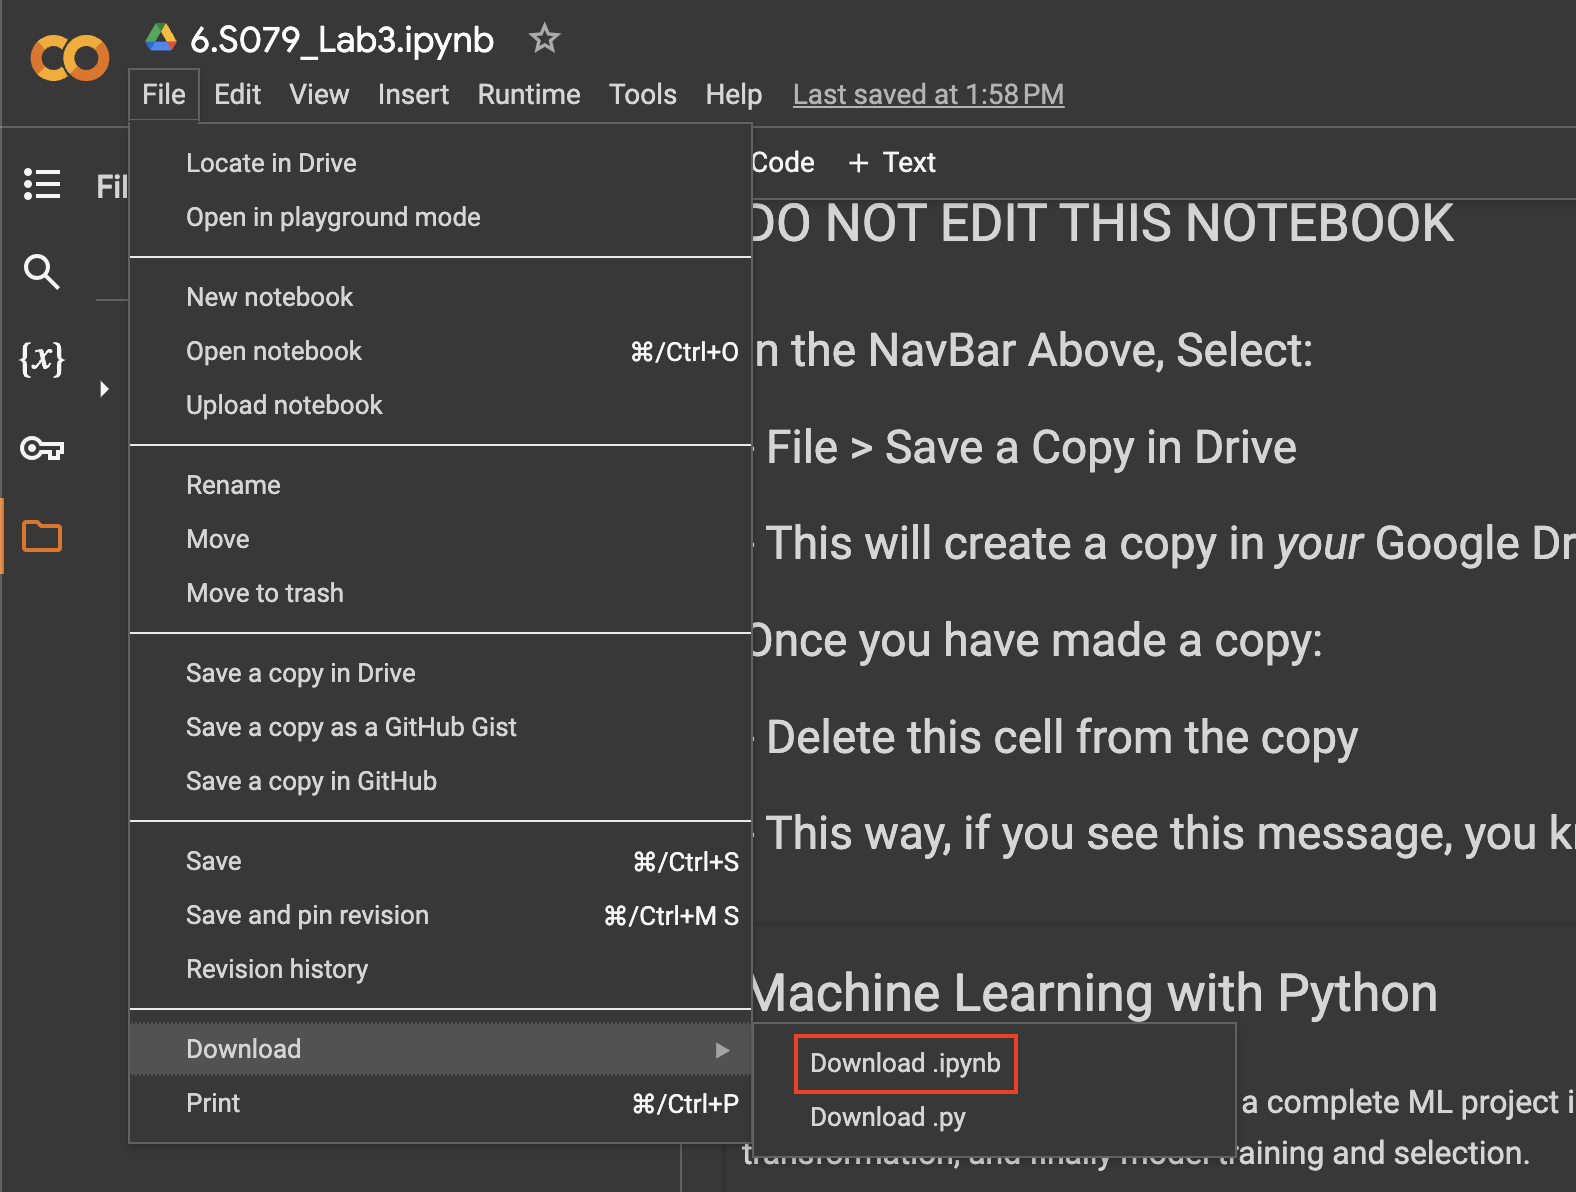 6.S079_Lab3.ipynb
File Edit View Insert Runtime Tools Help Last saved at 1:58 PM
Locate in Drive
Open in playground mode
New notebook
Open notebook ⌘/Ctrl+O
Upload notebook
Rename
Move
Move to trash
Save a copy in Drive
Save a copy as a GitHub Gist
Save a copy in GitHub
Save ⌘/Ctrl+S
Save and pin revision ⌘/Ctrl+M S
Revision history
Download
Print ⌘/Ctrl+P
Download .ipynb
Download .py
Fil
{x}
Code + Text
DO NOT EDIT THIS NOTEBOOK
n the NavBar Above, Select:
- File > Save a Copy in Drive
- This will create a copy in your Google Dr
Once you have made a copy:
- Delete this cell from the copy
- This way, if you see this message, you k
Machine Learning with Python
a complete ML project i
transformation, and finally model training and selection.